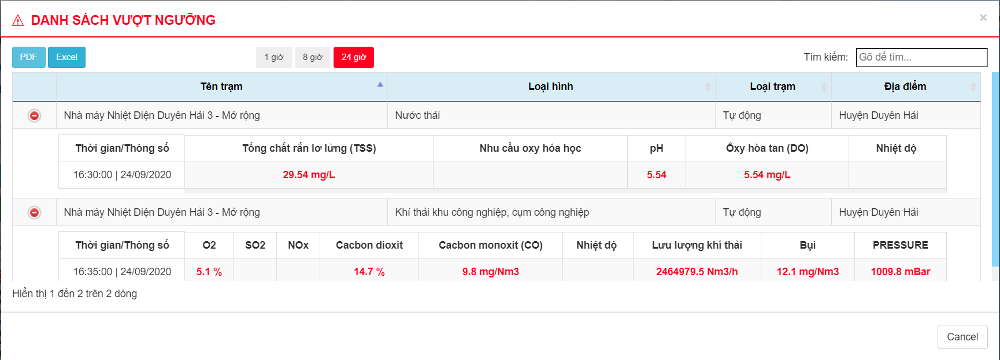 DANH SÁCH VƯỢT NGƯỠNG
×
PDF Excel 1 giờ 8 giờ 24 giờ Tìm kiếm: Gõ để tìm...
Tên trạm Loại hình Loại trạm Địa điểm
Nhà máy Nhiệt Điện Duyên Hải 3 - Mở rộng Nước thải Tự động Huyện Duyên Hải
Thời gian/Thông số Tổng chất rắn lơ lửng (TSS) Nhu cầu oxy hóa học pH Ôxy hòa tan (DO) Nhiệt độ
16:30:00 | 24/09/2020 29.54 mg/L 5.54 5.54 mg/L
Nhà máy Nhiệt Điện Duyên Hải 3 - Mở rộng Khí thải khu công nghiệp, cụm công nghiệp Tự động Huyện Duyên Hải
Thời gian/Thông số O2 SO2 NOx Cacbon dioxit Cacbon monoxit (CO) Nhiệt độ Lưu lượng khí thải Bụi PRESSURE
16:35:00 | 24/09/2020 5.1 % 14.7 % 9.8 mg/Nm3 2464979.5 Nm3/h 12.1 mg/Nm3 1009.8 mBar
Hiển thị 1 đến 2 trên 2 dòng
Cancel